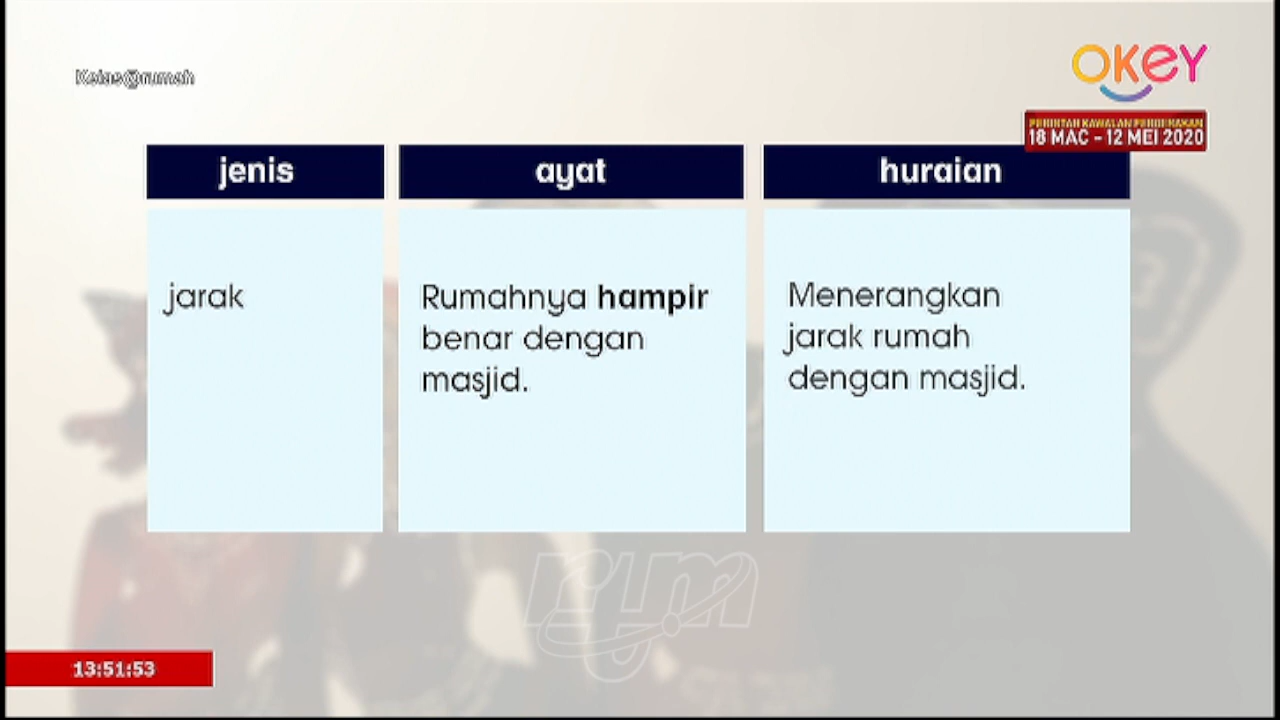 Kelas@rumah
OKEY
PERINTAH KAWALAN PERGERAKAN
18 MAC - 12 MEI 2020
jenis
ayat
huraian
jarak
Rumahnya hampir
benar dengan
masjid.
Menerangkan
jarak rumah
dengan masjid.
rtm
13:51:53